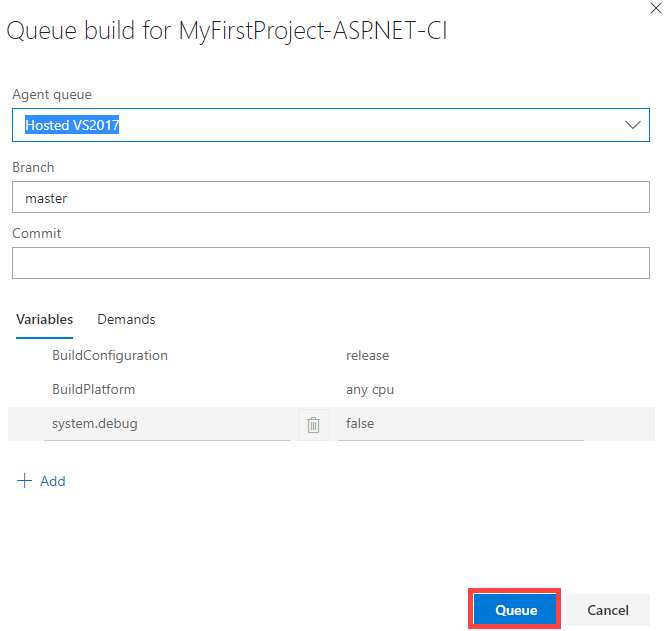 Queue build for MyFirstProject-ASP.NET-CI
Agent queue
Hosted VS2017
Branch
master
Commit
Variables Demands
BuildConfiguration release
BuildPlatform any cpu
system.debug false
Add
Queue Cancel